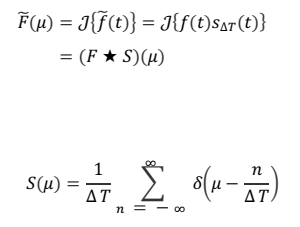 F̃(μ) = 𝒥{f̃(t)} = 𝒥{f(t)s_ΔT(t)}
= (F ★ S)(μ)
S(μ) = 1/ΔT ∑_{n = −∞}^{∞} δ(μ − n/ΔT)